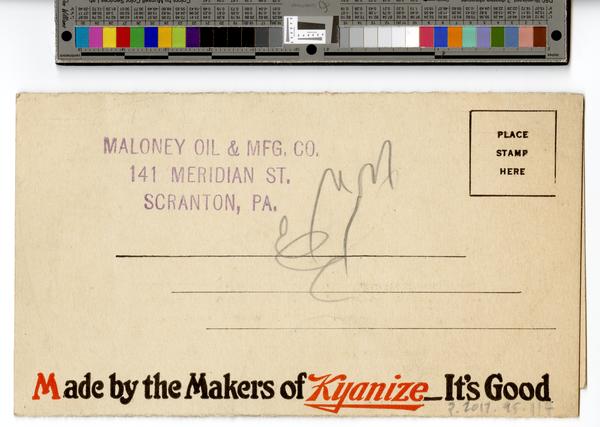 MALONEY OIL & MFG. CO.
141 MERIDIAN ST.
SCRANTON, PA.
PLACE
STAMP
HERE
Made by the Makers of Kyanize_It's Good